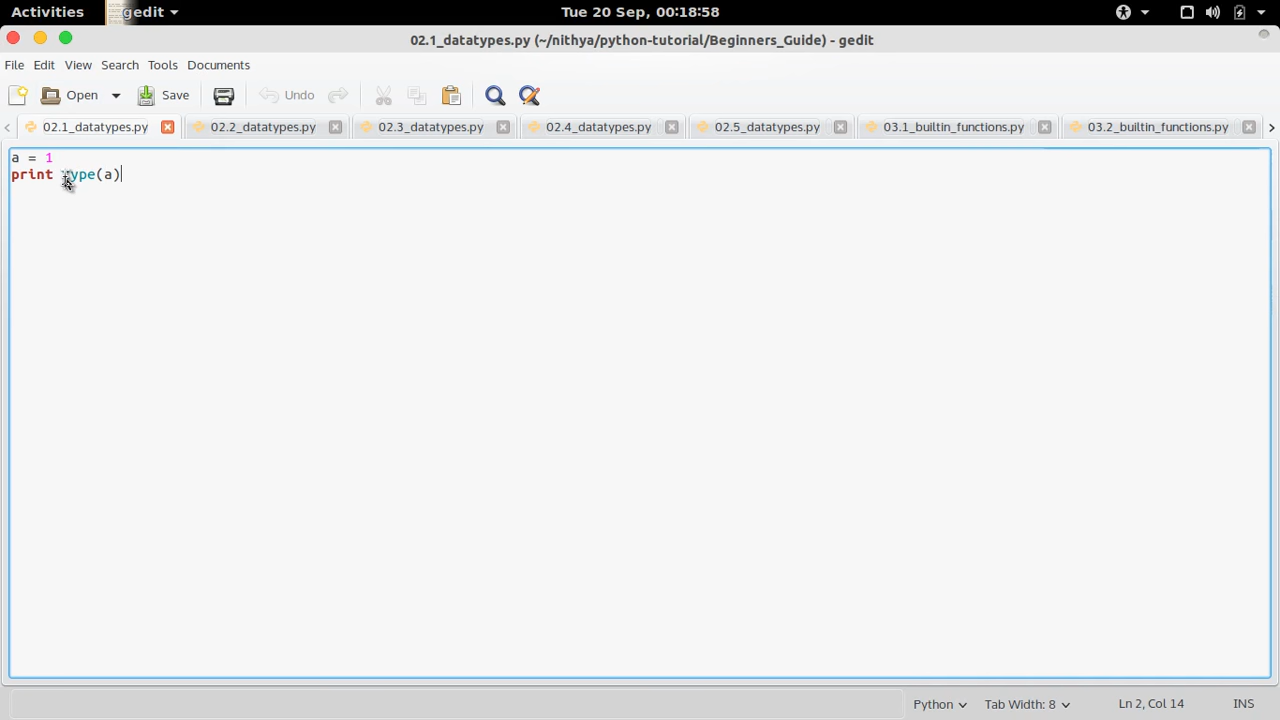 Activities gedit Tue 20 Sep, 00:18:58
02.1_datatypes.py (~/nithya/python-tutorial/Beginners_Guide) - gedit
File Edit View Search Tools Documents
Open Save Undo
02.1_datatypes.py 02.2_datatypes.py 02.3_datatypes.py 02.4_datatypes.py 02.5_datatypes.py 03.1_builtin_functions.py 03.2_builtin_functions.py
a = 1
print type(a)
Python Tab Width: 8 Ln 2, Col 14 INS